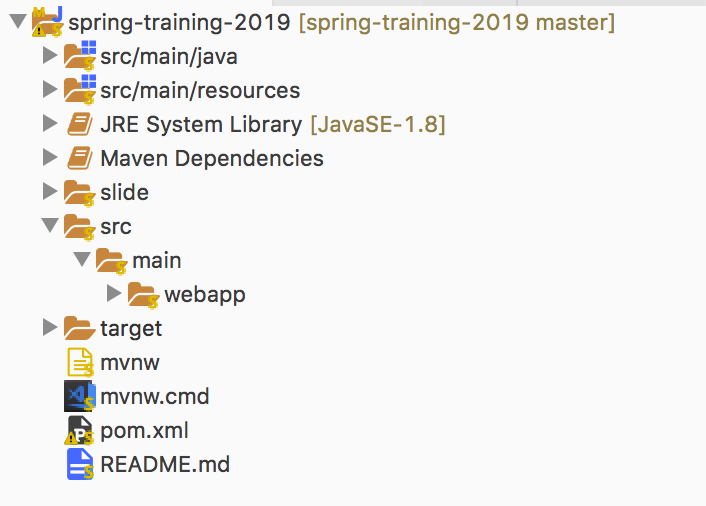 spring-training-2019 [spring-training-2019 master]
src/main/java
src/main/resources
JRE System Library [JavaSE-1.8]
Maven Dependencies
slide
src
main
webapp
target
mvnw
mvnw.cmd
pom.xml
README.md